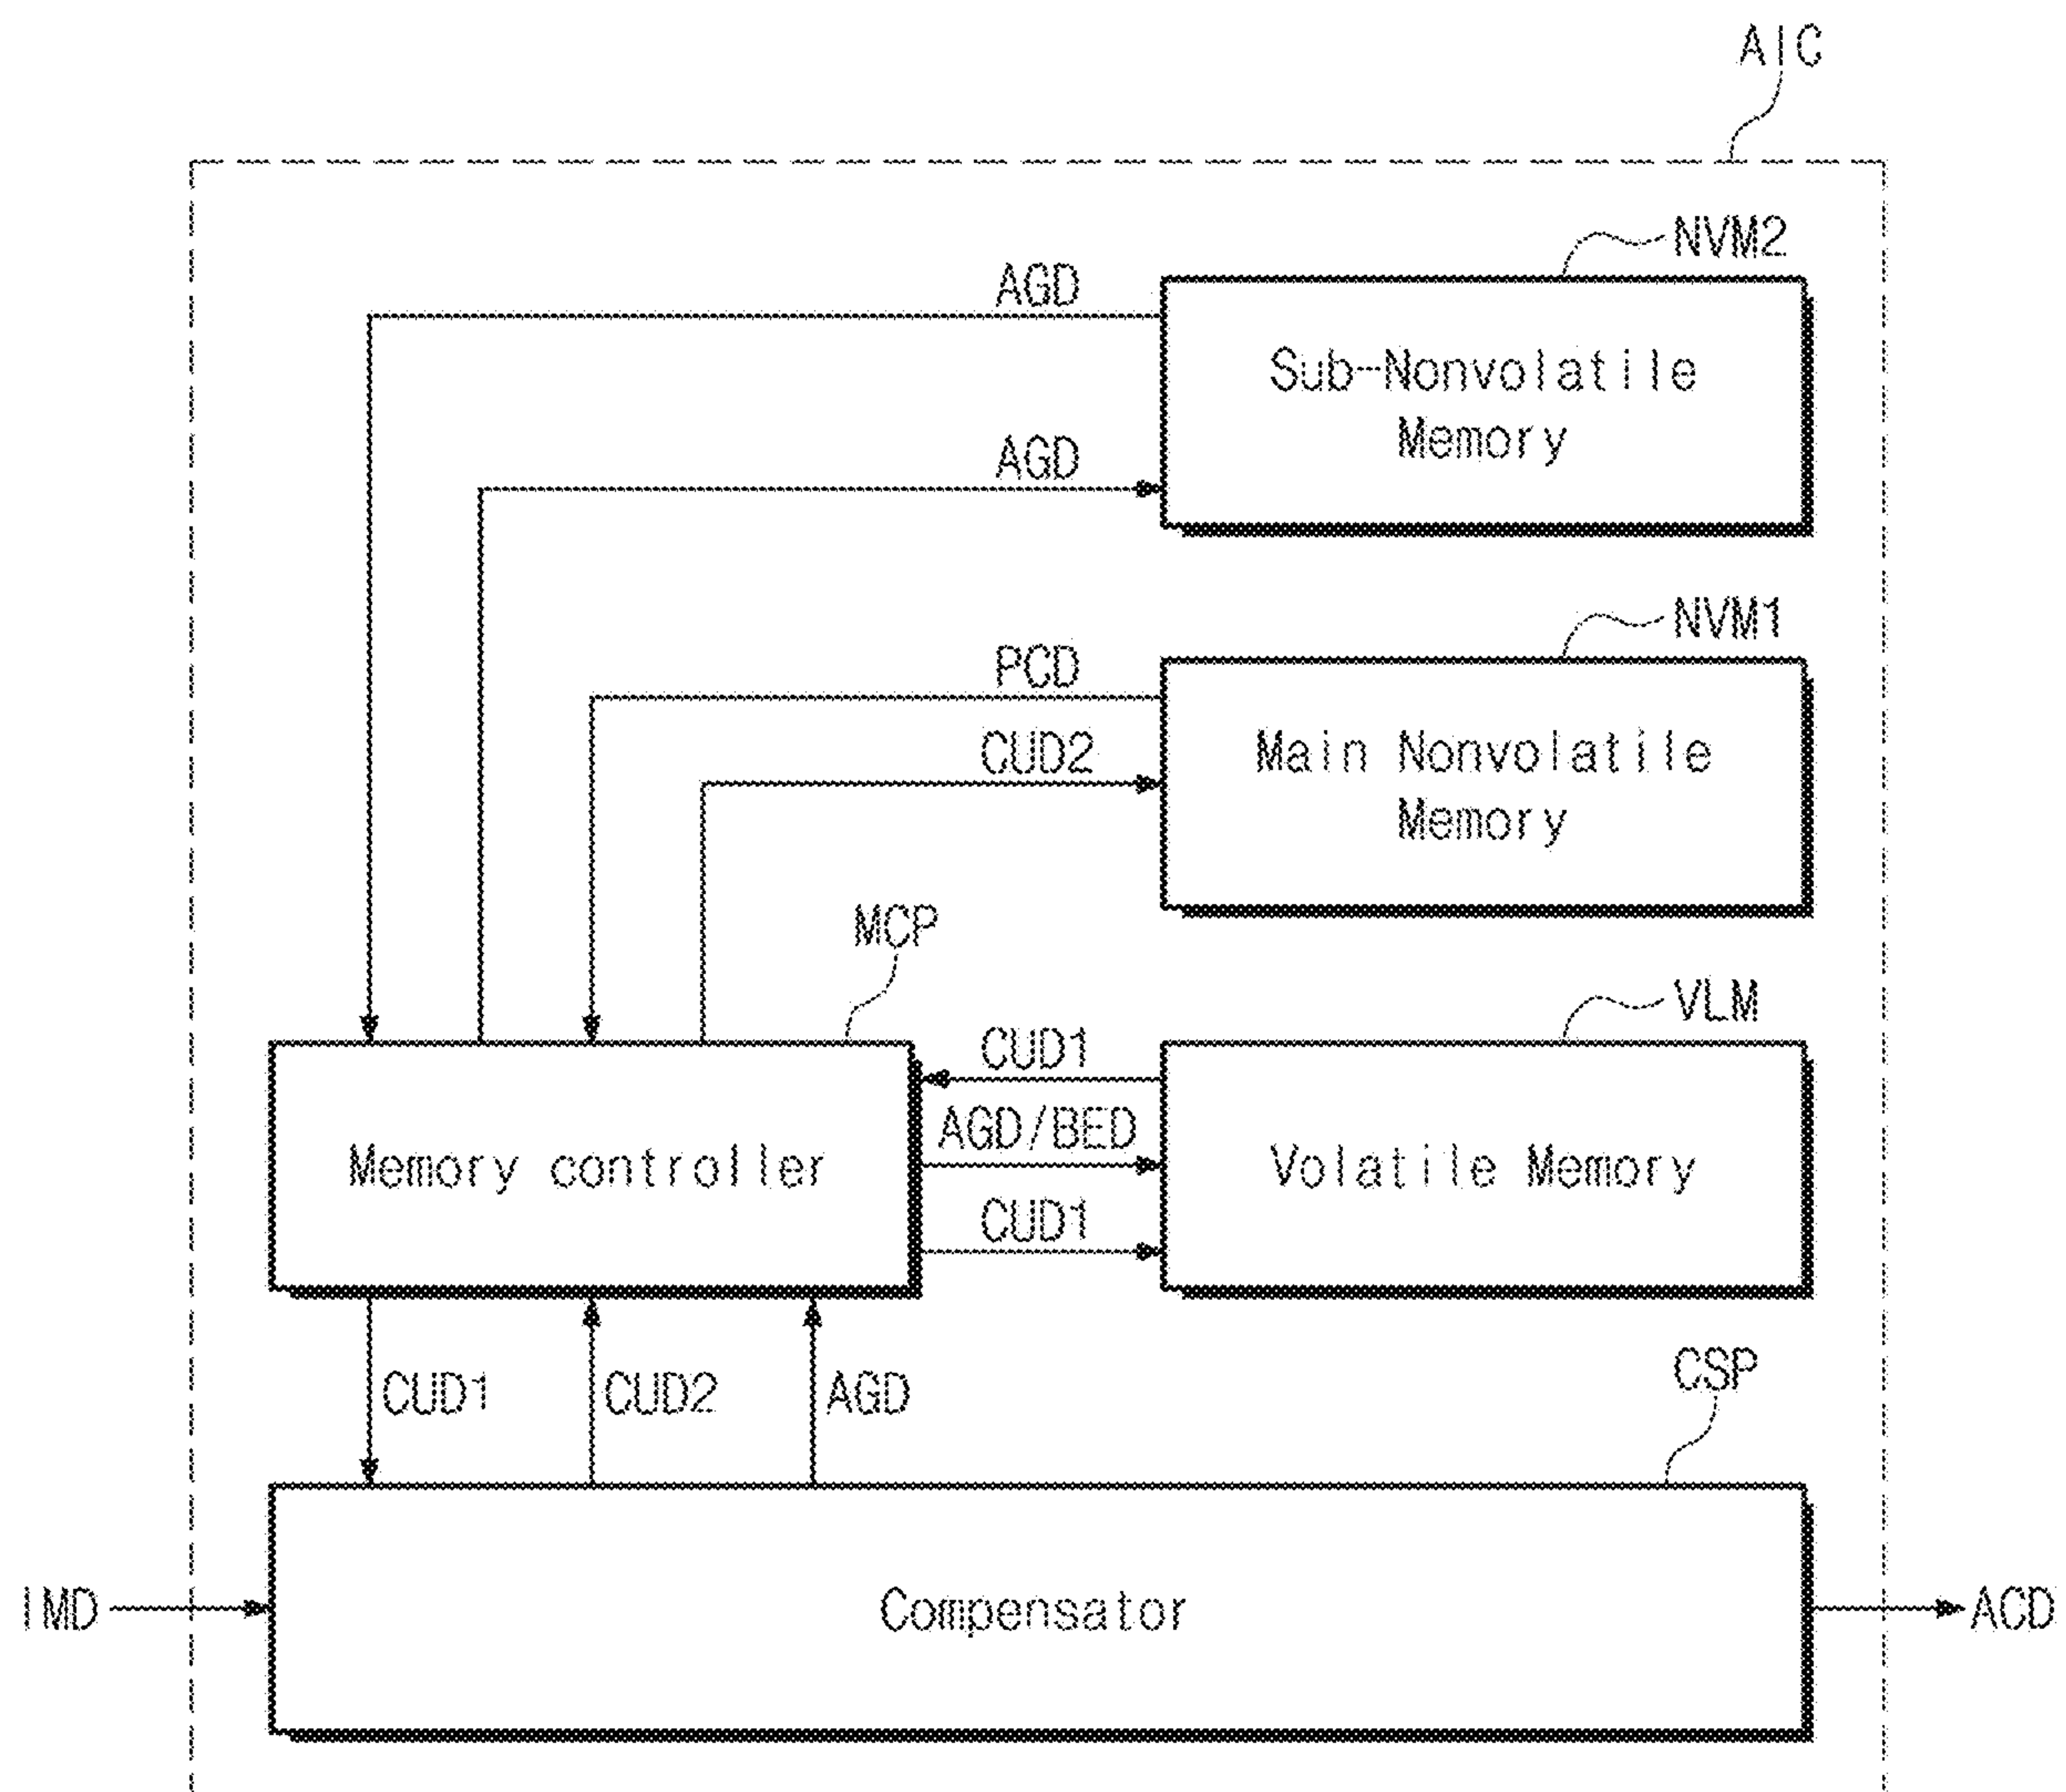 AIC
NVM2
AGD
Sub-Nonvolatile
Memory
AGD
NVM1
PCD
CUD2
Main Nonvolatile
Memory
MCP
VLM
CUD1
AGD/BED
Memory controller
Volatile Memory
CUD1
CSP
CUD1
CUD2
AGD
IMD
Compensator
ACD